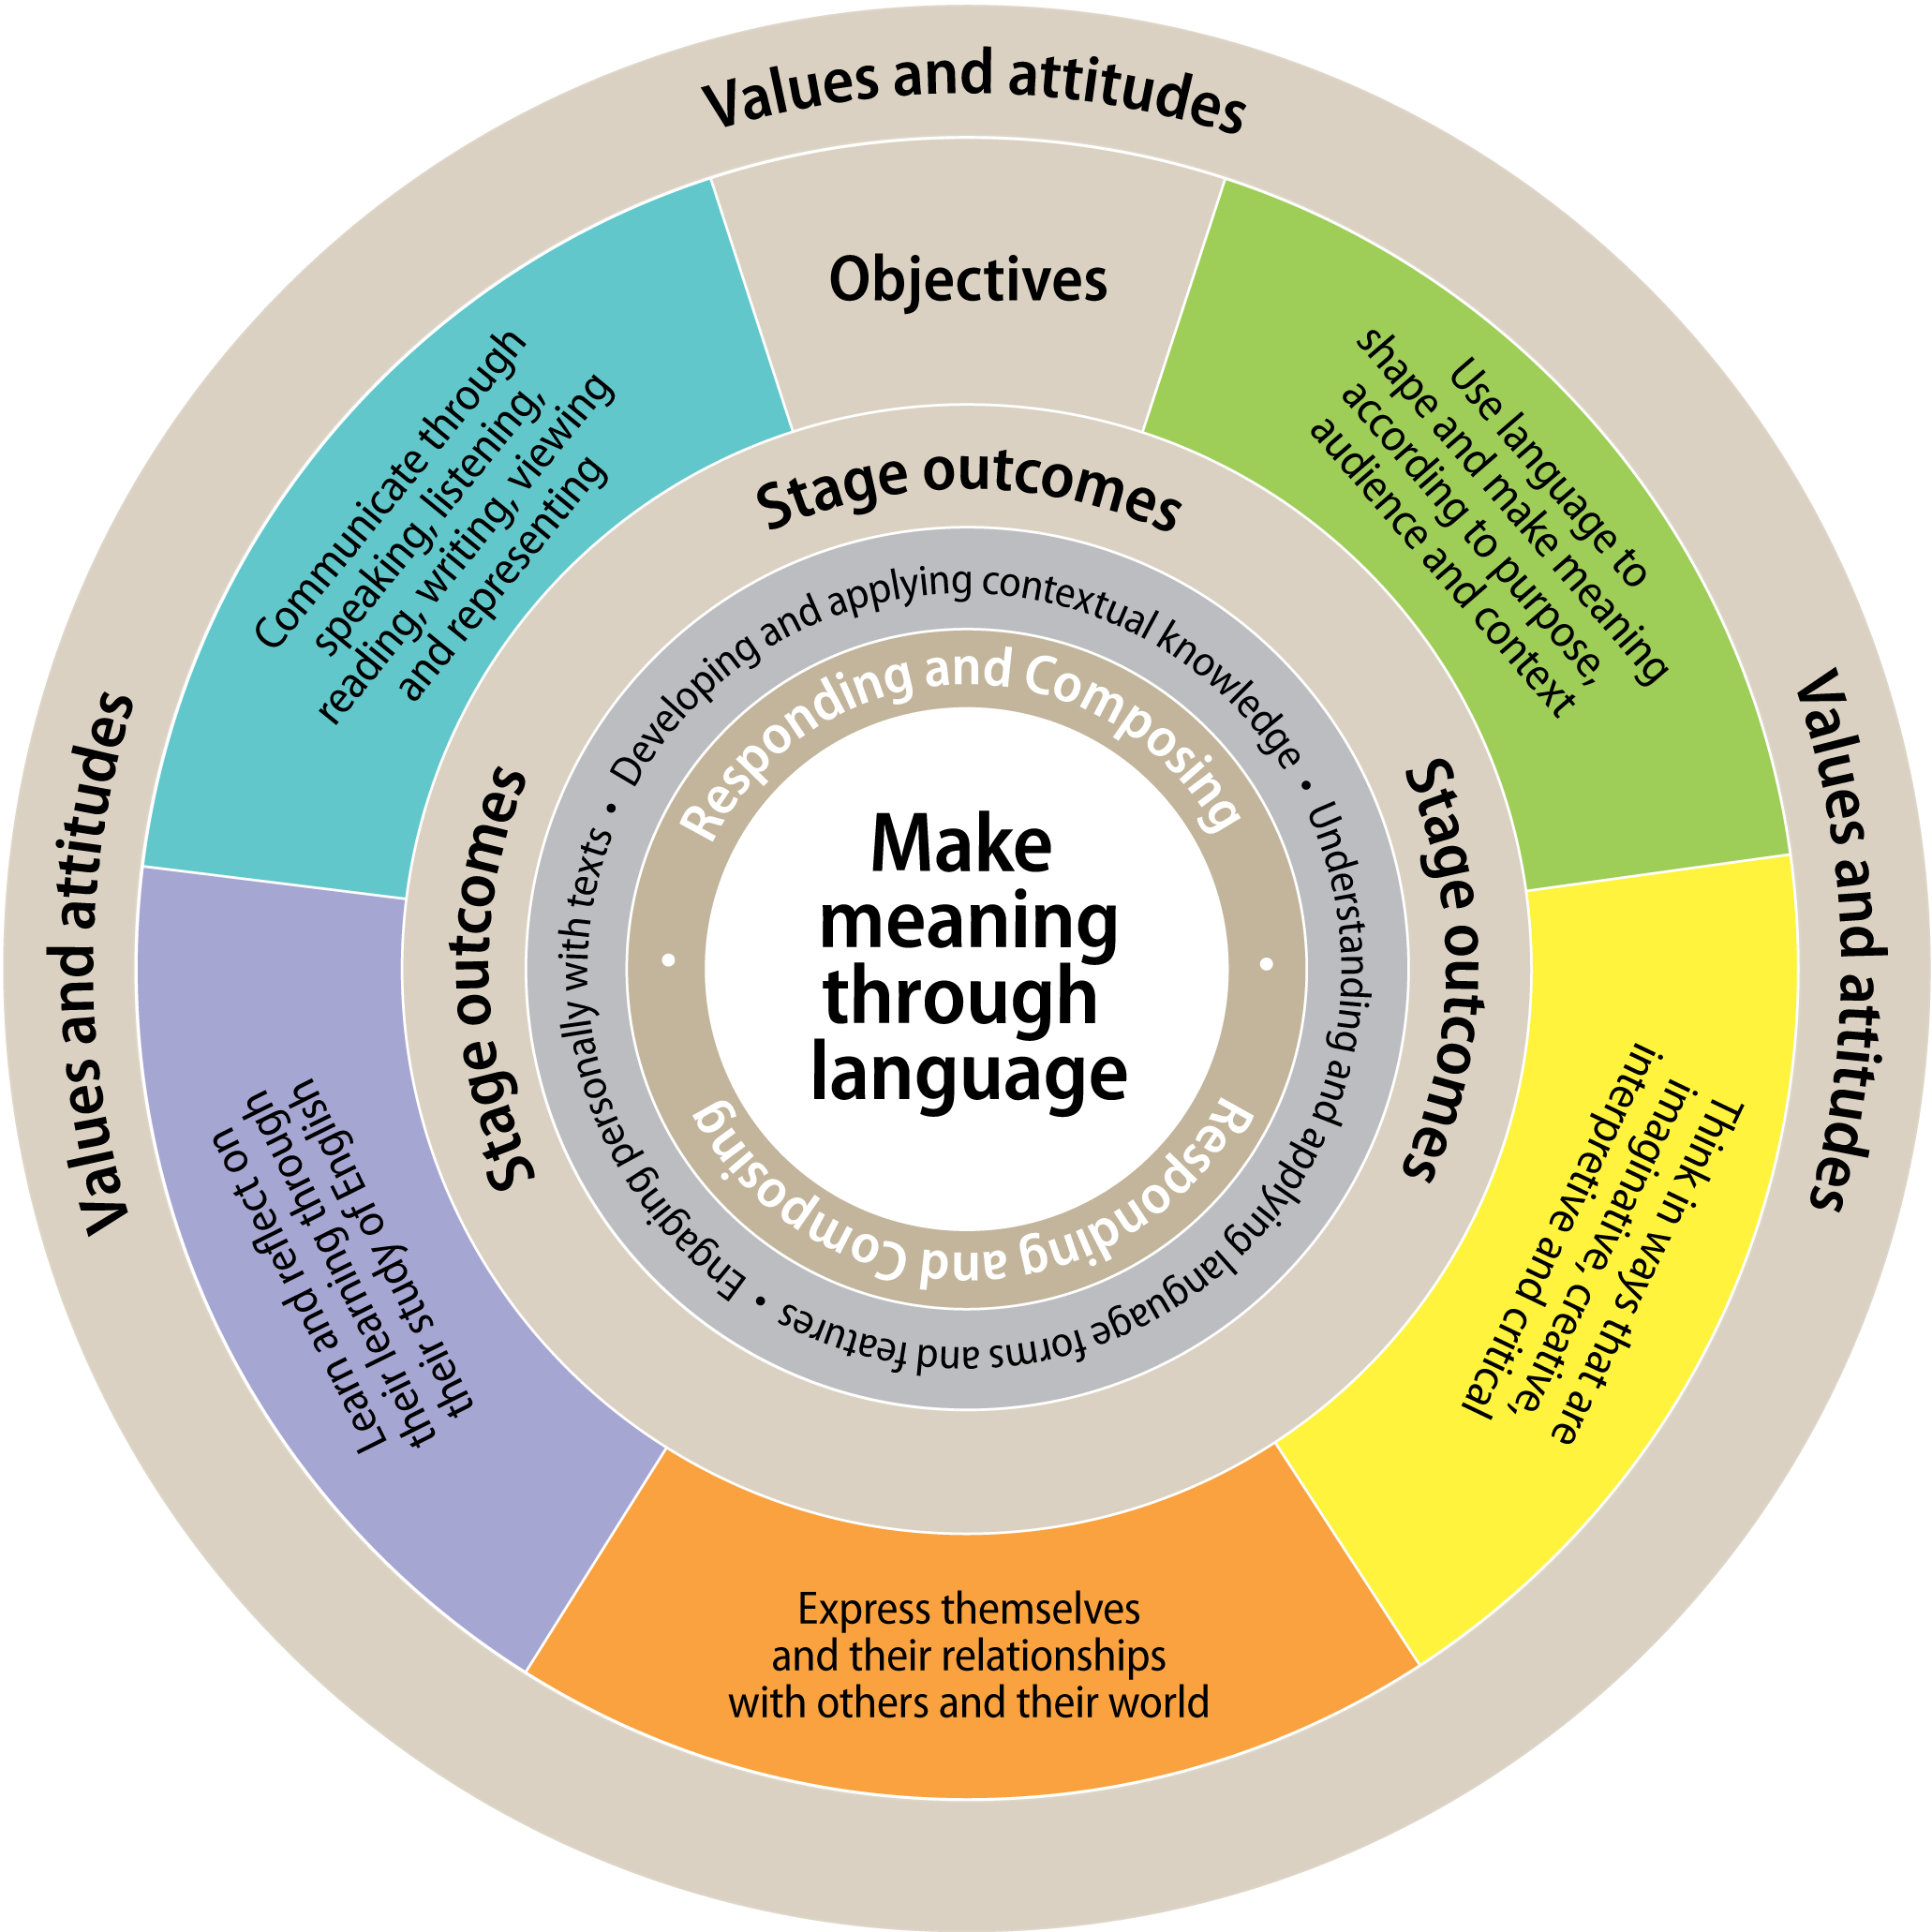 Values and attitudes
Values and attitudes
Values and attitudes
Objectives
Communicate through
speaking, listening,
reading, writing, viewing
and representing
Use language to
shape and make meaning
according to purpose,
audience and context
Think in ways that are
imaginative, creative,
interpretive and critical
Express themselves
and their relationships
with others and their world
Learn and reflect on
their learning through
their study of English
Stage outcomes
Stage outcomes
Stage outcomes
• Developing and applying contextual knowledge • Understanding and applying language forms and features • Engaging personally with texts
Responding and Composing • Responding and Composing •
Make
meaning
through
language